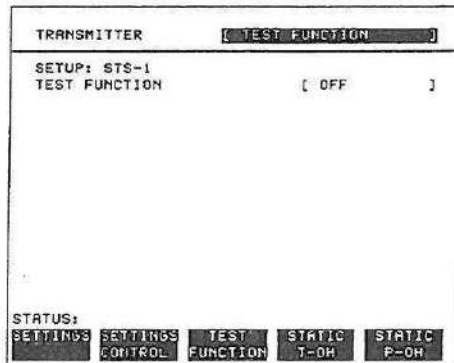 TRANSMITTER [ TEST FUNCTION ]
SETUP: STS-1
TEST FUNCTION [ OFF ]
STATUS:
SETTINGS SETTINGS CONTROL TEST FUNCTION STATIC T-OH STATIC P-OH